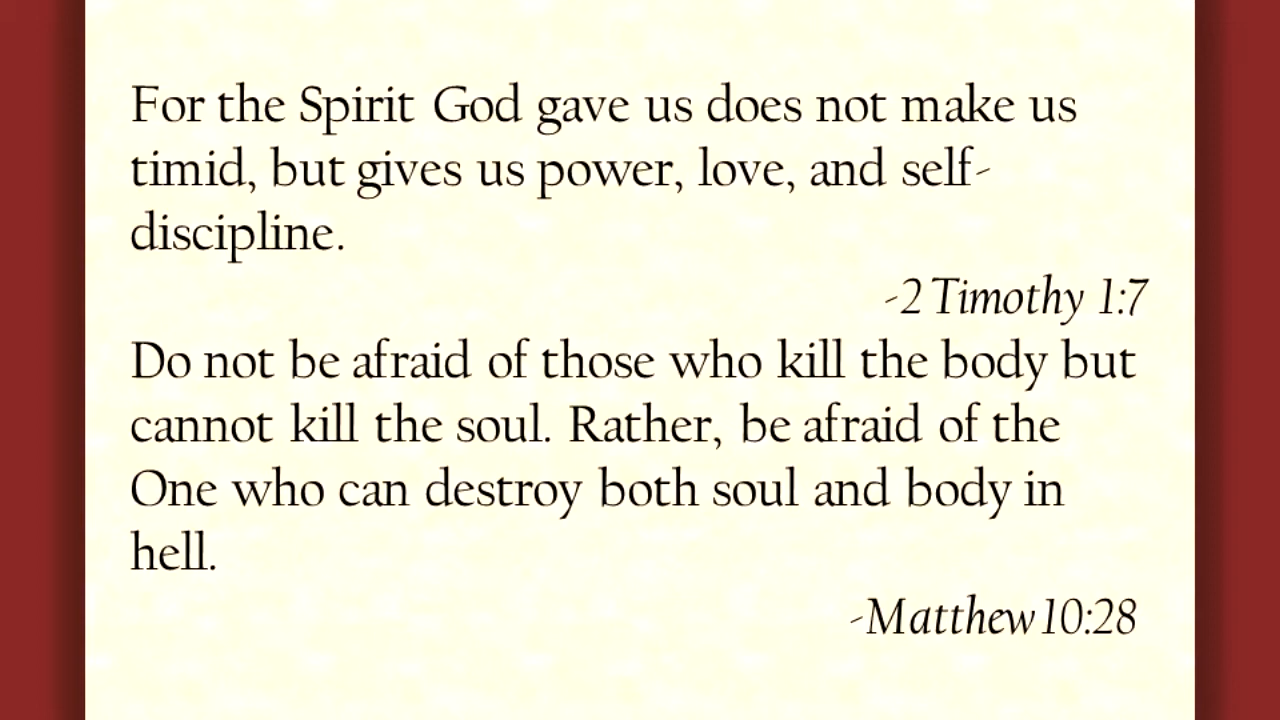 For the Spirit God gave us does not make us
timid, but gives us power, love, and self-
discipline.
-2 Timothy 1:7
Do not be afraid of those who kill the body but
cannot kill the soul. Rather, be afraid of the
One who can destroy both soul and body in
hell.
-Matthew 10:28